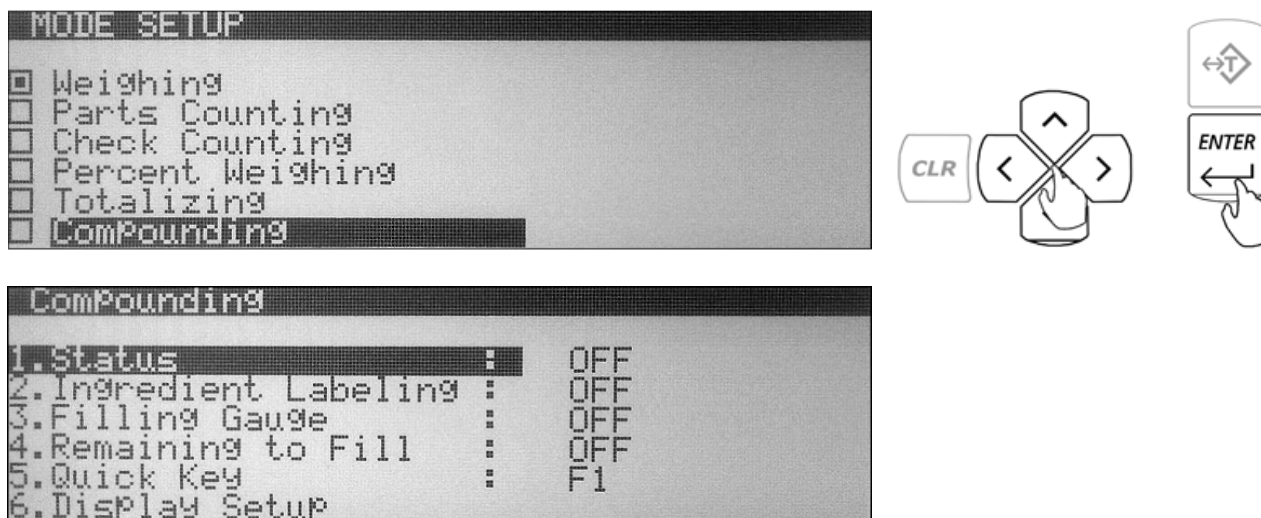 MODE SETUP
Weighing
Parts Counting
Check Counting
Percent Weighing
Totalizing
Compounding
CLR
T
ENTER
Compounding
1.Status : OFF
2.Ingredient Labeling : OFF
3.Filling Gauge : OFF
4.Remaining to Fill : OFF
5.Quick Key : F1
6.Display Setup